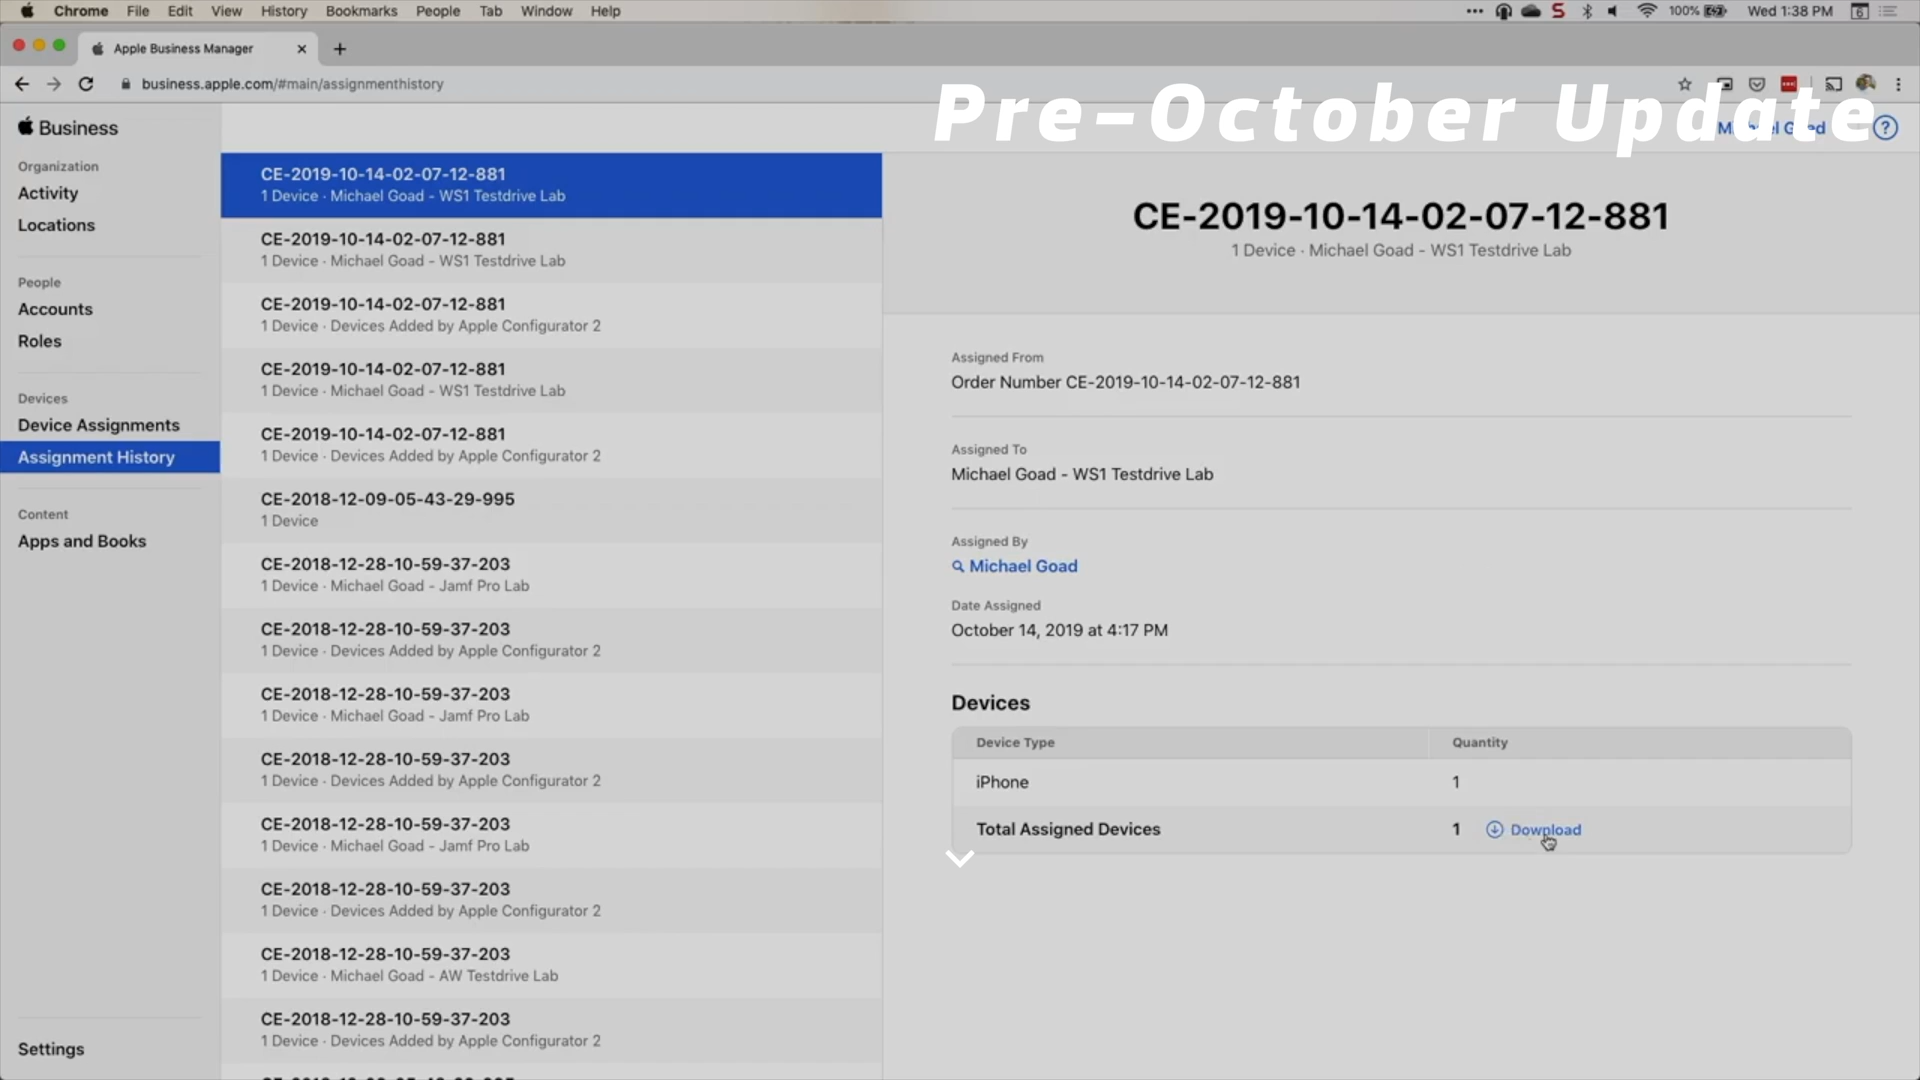 Chrome File Edit View History Bookmarks People Tab Window Help 100% Wed 1:38 PM 6
Apple Business Manager
business.apple.com/#main/assignmenthistory
Pre-October Update
Business
Organization
Activity
Locations
People
Accounts
Roles
Devices
Device Assignments
Assignment History
Content
Apps and Books
Settings
CE-2019-10-14-02-07-12-881
1 Device · Michael Goad - WS1 Testdrive Lab
CE-2019-10-14-02-07-12-881
1 Device · Michael Goad - WS1 Testdrive Lab
CE-2019-10-14-02-07-12-881
1 Device · Devices Added by Apple Configurator 2
CE-2019-10-14-02-07-12-881
1 Device · Michael Goad - WS1 Testdrive Lab
CE-2019-10-14-02-07-12-881
1 Device · Devices Added by Apple Configurator 2
CE-2018-12-09-05-43-29-995
1 Device
CE-2018-12-28-10-59-37-203
1 Device · Michael Goad - Jamf Pro Lab
CE-2018-12-28-10-59-37-203
1 Device · Devices Added by Apple Configurator 2
CE-2018-12-28-10-59-37-203
1 Device · Michael Goad - Jamf Pro Lab
CE-2018-12-28-10-59-37-203
1 Device · Devices Added by Apple Configurator 2
CE-2018-12-28-10-59-37-203
1 Device · Michael Goad - Jamf Pro Lab
CE-2018-12-28-10-59-37-203
1 Device · Devices Added by Apple Configurator 2
CE-2018-12-28-10-59-37-203
1 Device · Michael Goad - AW Testdrive Lab
CE-2018-12-28-10-59-37-203
1 Device · Devices Added by Apple Configurator 2
CE-2019-10-14-02-07-12-881
1 Device · Michael Goad - WS1 Testdrive Lab
Assigned From
Order Number CE-2019-10-14-02-07-12-881
Assigned To
Michael Goad - WS1 Testdrive Lab
Assigned By
Michael Goad
Date Assigned
October 14, 2019 at 4:17 PM
Devices
Device Type Quantity
iPhone 1
Total Assigned Devices 1 Download